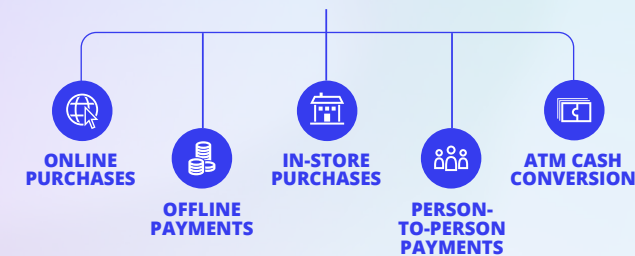 ONLINE
PURCHASES
OFFLINE
PAYMENTS
IN-STORE
PURCHASES
PERSON-
TO-PERSON
PAYMENTS
ATM CASH
CONVERSION